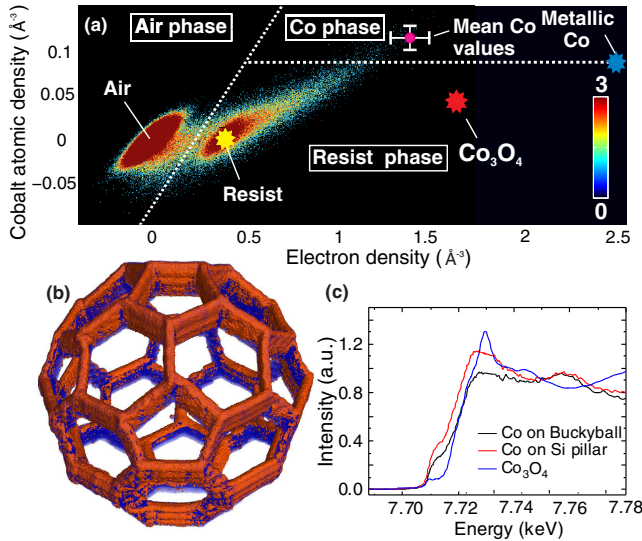 (a) Air phase Co phase Metallic Co
Mean Co values
Air
Resist
Resist phase
Co₃O₄
3
0
0.1
0.05
0
−0.05
Cobalt atomic density (Å⁻³)
0 0.5 1 1.5 2 2.5
Electron density (Å⁻³)
(b)
(c)
1.2
0.8
0.4
0.0
Intensity (a.u.)
Co on Buckyball
Co on Si pillar
Co₃O₄
7.70 7.72 7.74 7.76 7.78
Energy (keV)